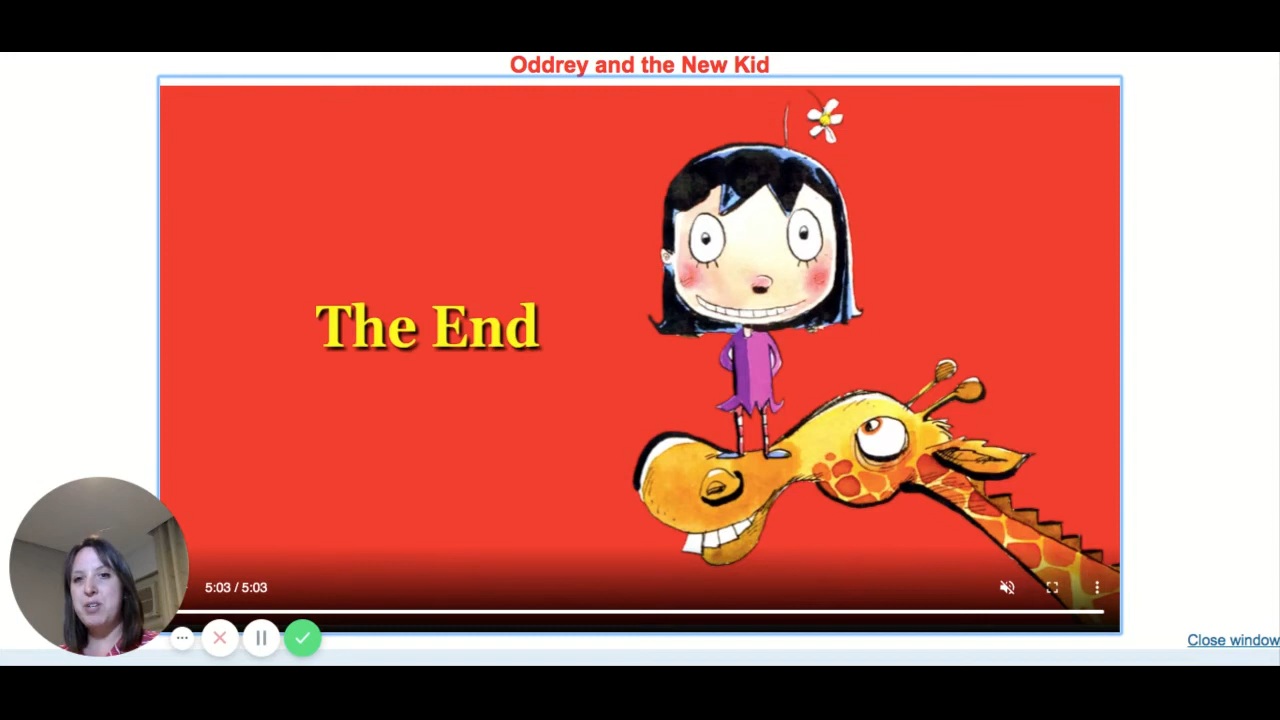 Oddrey and the New Kid
The End
5:03 / 5:03
Close window